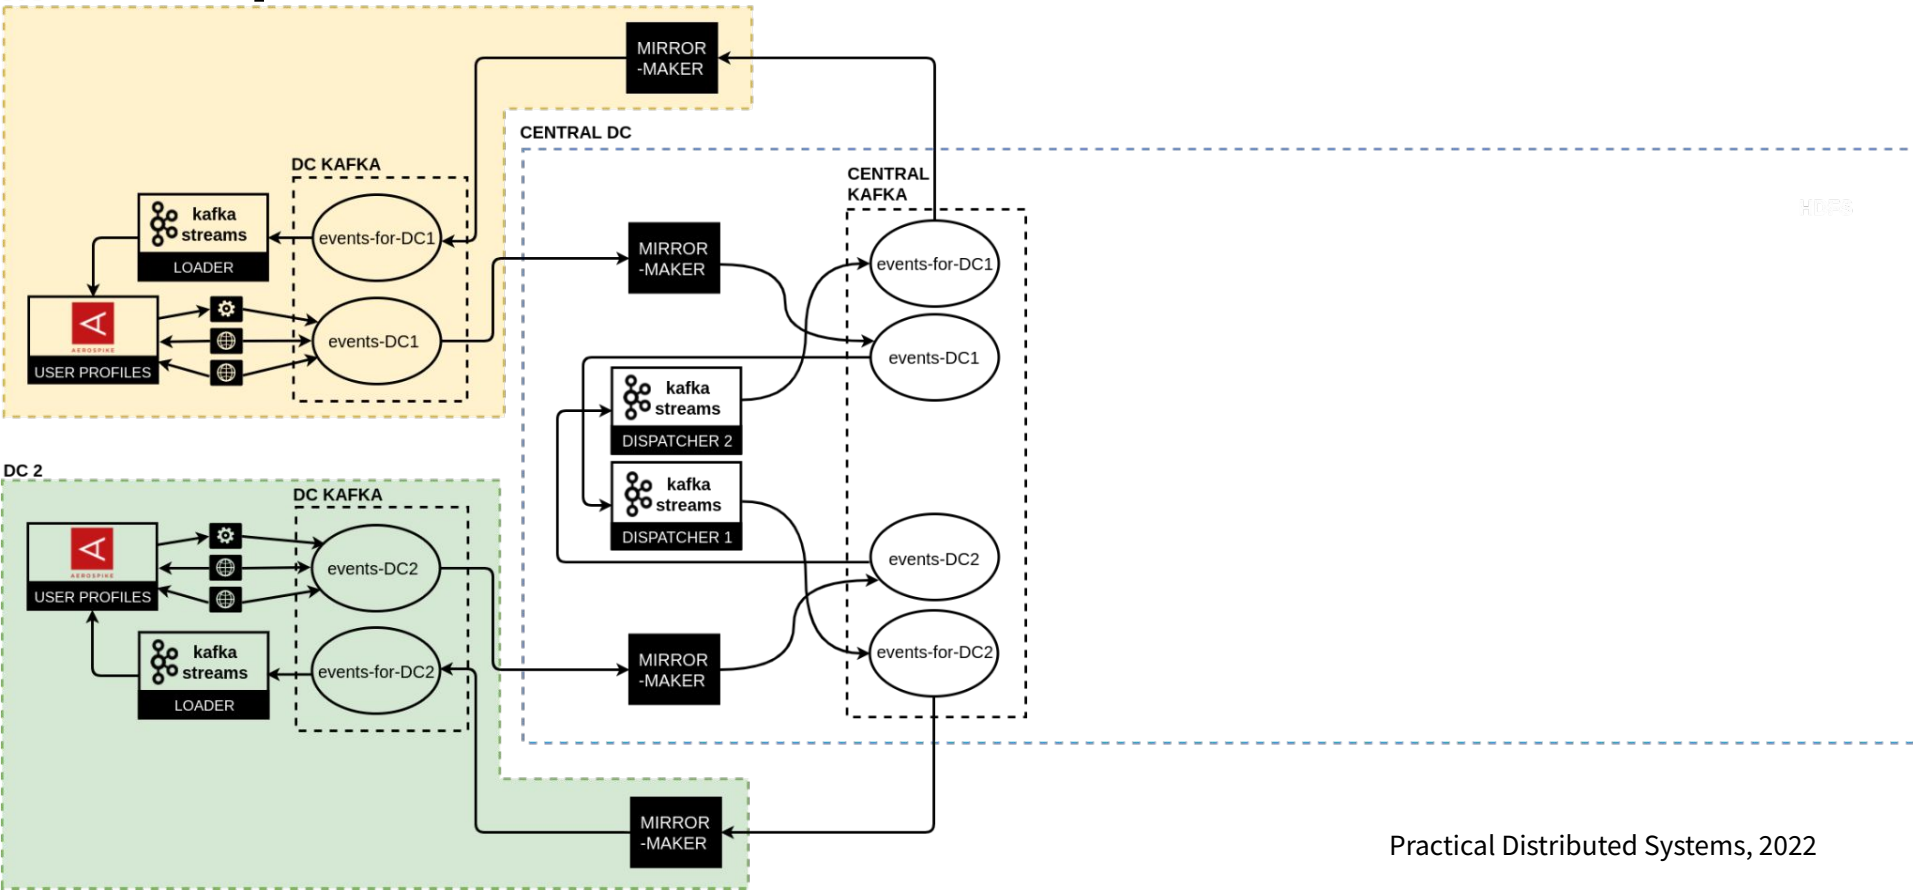 MIRROR
-MAKER
CENTRAL DC
DC KAFKA
CENTRAL
KAFKA
kafka
streams
LOADER
events-for-DC1
MIRROR
-MAKER
events-for-DC1
HDFS
AEROSPIKE
USER PROFILES
events-DC1
events-DC1
kafka
streams
DISPATCHER 2
kafka
streams
DISPATCHER 1
DC 2
DC KAFKA
AEROSPIKE
USER PROFILES
events-DC2
events-DC2
kafka
streams
LOADER
events-for-DC2
MIRROR
-MAKER
events-for-DC2
MIRROR
-MAKER
Practical Distributed Systems, 2022